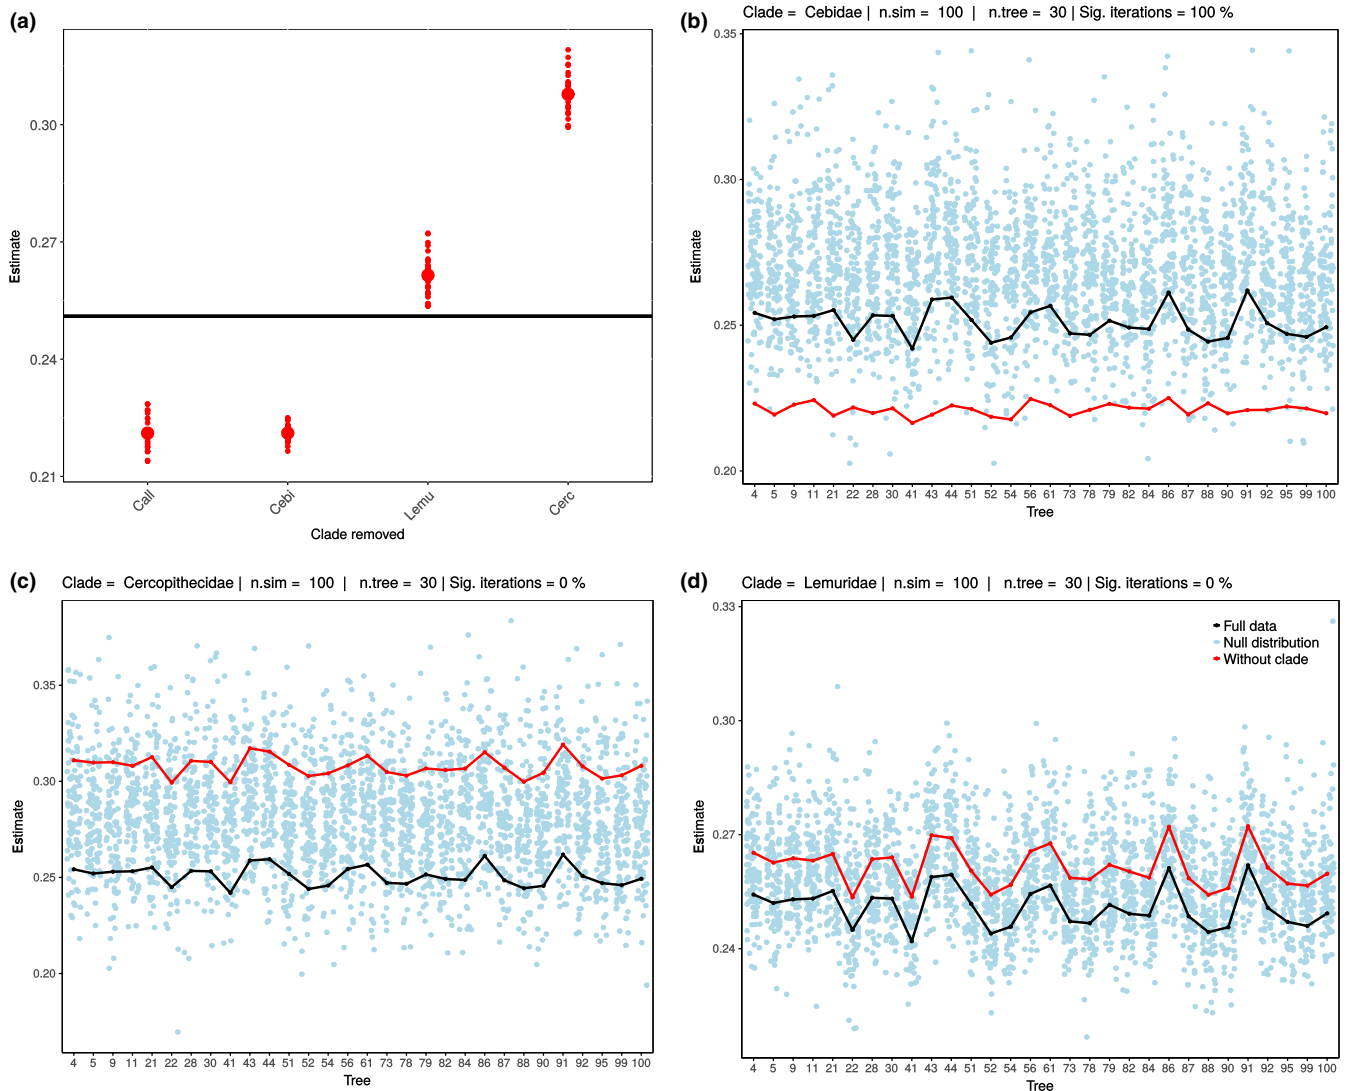 (a)
0.30
0.27
0.24
0.21
Estimate
Call
Cebi
Lemu
Cerc
Clade removed
(b)
Clade = Cebidae | n.sim = 100 | n.tree = 30 | Sig. iterations = 100 %
0.35
0.30
0.25
0.20
Estimate
4 5 9 11 21 22 28 30 41 43 44 51 52 54 56 61 73 78 79 82 84 86 87 88 90 91 92 95 99 100
Tree
(c)
Clade = Cercopithecidae | n.sim = 100 | n.tree = 30 | Sig. iterations = 0 %
0.35
0.30
0.25
0.20
Estimate
4 5 9 11 21 22 28 30 41 43 44 51 52 54 56 61 73 78 79 82 84 86 87 88 90 91 92 95 99 100
Tree
(d)
Clade = Lemuridae | n.sim = 100 | n.tree = 30 | Sig. iterations = 0 %
0.33
0.30
0.27
0.24
Estimate
Full data
Null distribution
Without clade
4 5 9 11 21 22 28 30 41 43 44 51 52 54 56 61 73 78 79 82 84 86 87 88 90 91 92 95 99 100
Tree